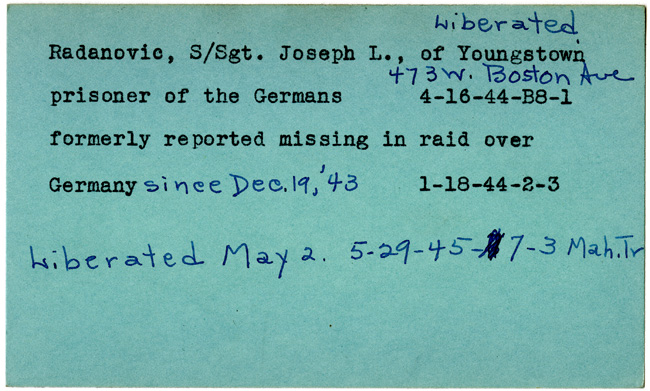 Liberated
Radanovic, S/Sgt. Joseph L., of Youngstown
473 W. Boston Ave
prisoner of the Germans 4-16-44-B8-1
formerly reported missing in raid over
Germany since Dec. 19, '43 1-18-44-2-3
Liberated May 2. 5-29-45- 7-3 Mah. Tr